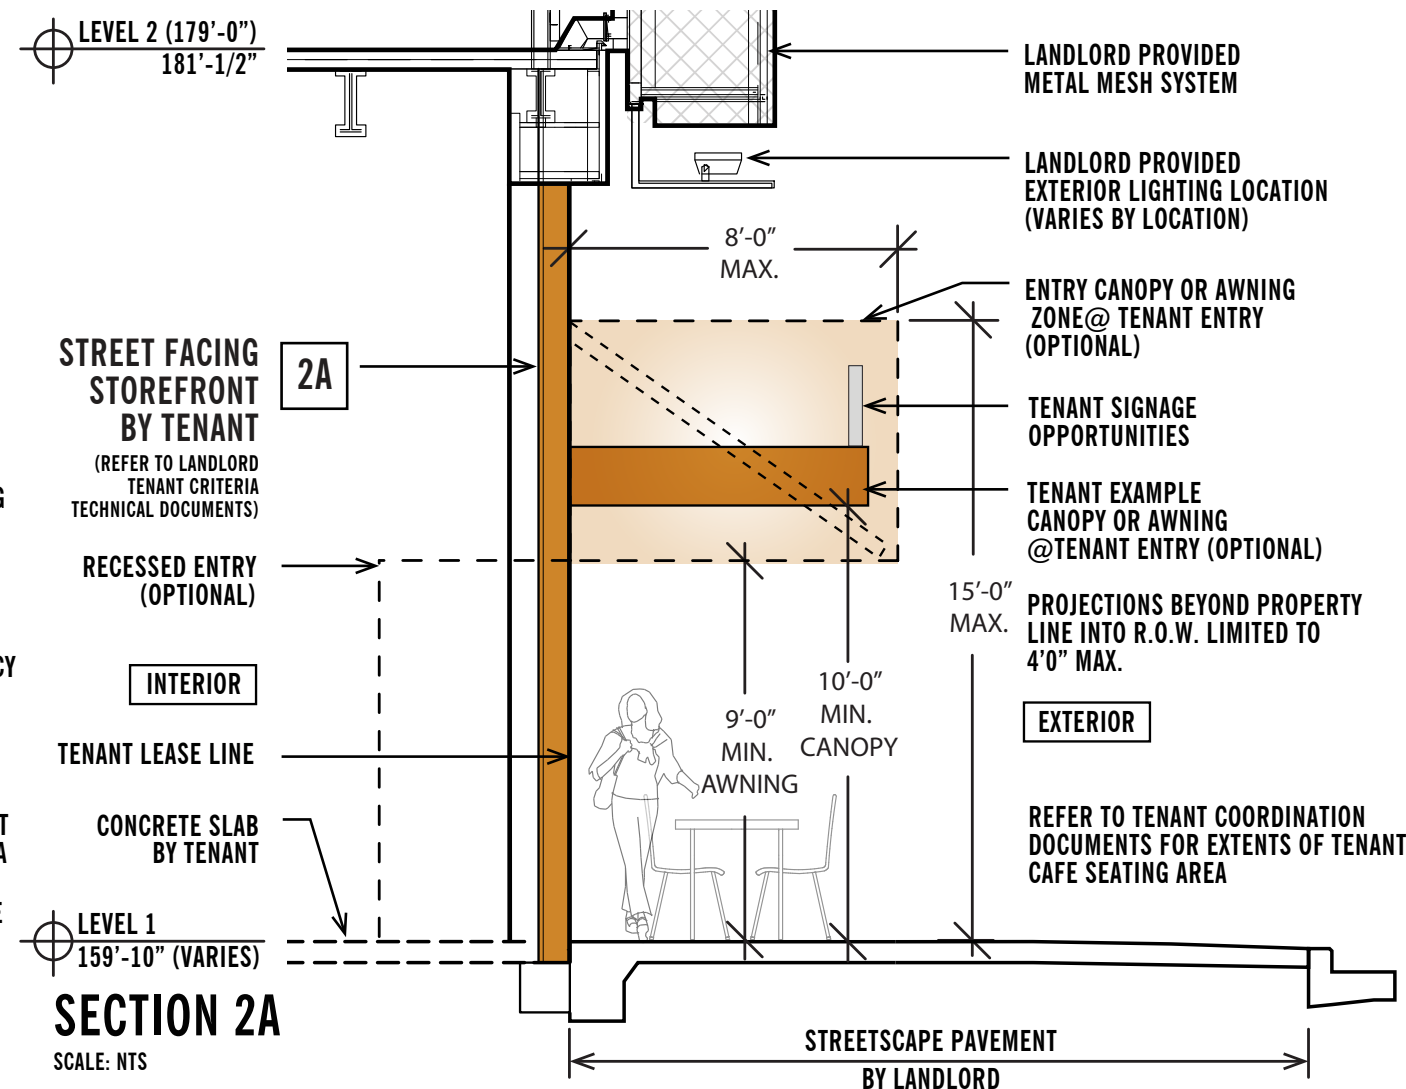 LEVEL 2 (179’-0”)
181’-1/2”
LANDLORD PROVIDED
METAL MESH SYSTEM
LANDLORD PROVIDED
EXTERIOR LIGHTING LOCATION
(VARIES BY LOCATION)
8’-0”
MAX.
ENTRY CANOPY OR AWNING
ZONE@ TENANT ENTRY
(OPTIONAL)
STREET FACING
STOREFRONT
BY TENANT
(REFER TO LANDLORD
TENANT CRITERIA
TECHNICAL DOCUMENTS)
2A
TENANT SIGNAGE
OPPORTUNITIES
TENANT EXAMPLE
CANOPY OR AWNING
@TENANT ENTRY (OPTIONAL)
RECESSED ENTRY
(OPTIONAL)
15’-0”
MAX.
PROJECTIONS BEYOND PROPERTY
LINE INTO R.O.W. LIMITED TO
4’0” MAX.
INTERIOR
10’-0”
MIN.
CANOPY
9’-0”
MIN.
AWNING
EXTERIOR
TENANT LEASE LINE
CONCRETE SLAB
BY TENANT
REFER TO TENANT COORDINATION
DOCUMENTS FOR EXTENTS OF TENANT
CAFE SEATING AREA
LEVEL 1
159’-10” (VARIES)
SECTION 2A
SCALE: NTS
STREETSCAPE PAVEMENT
BY LANDLORD